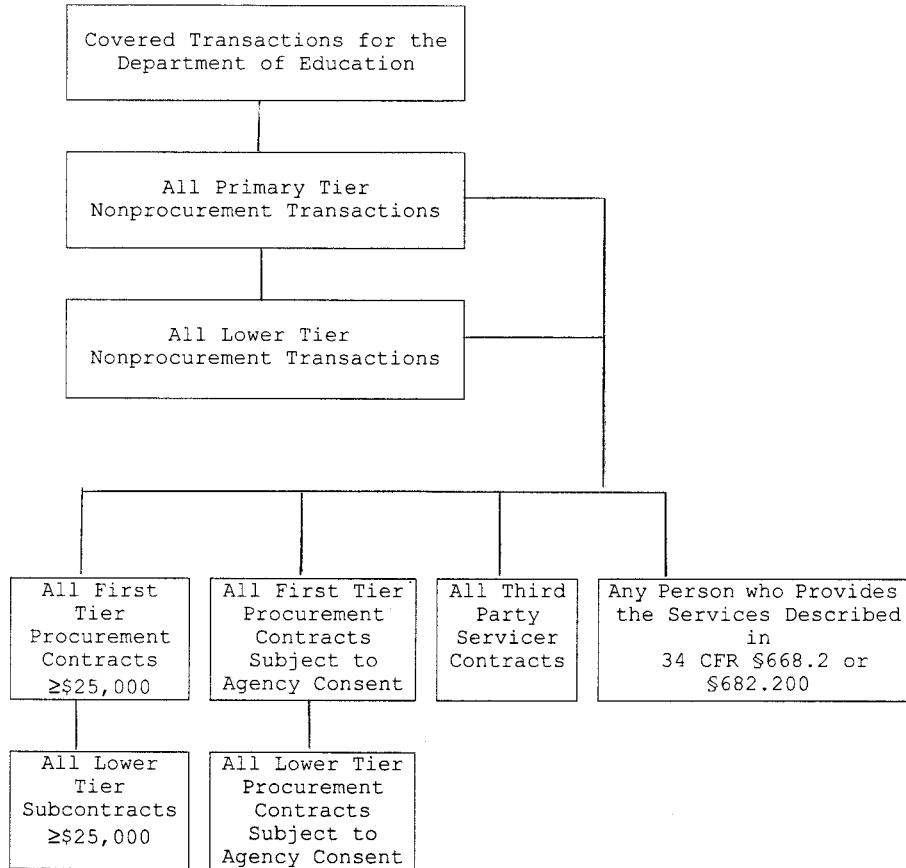 Covered Transactions for the
Department of Education
All Primary Tier
Nonprocurement Transactions
All Lower Tier
Nonprocurement Transactions
All First
Tier
Procurement
Contracts
≥$25,000
All First Tier
Procurement
Contracts
Subject to
Agency Consent
All Third
Party
Servicer
Contracts
Any Person who Provides
the Services Described
in
34 CFR §668.2 or
§682.200
All Lower
Tier
Subcontracts
≥$25,000
All Lower Tier
Procurement
Contracts
Subject to
Agency Consent